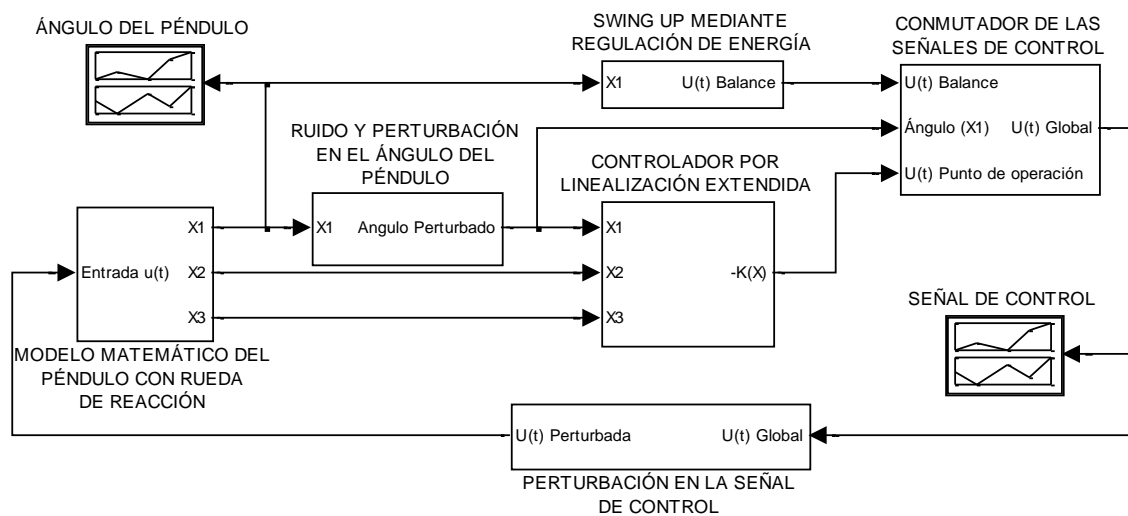 ÁNGULO DEL PÉNDULO
SWING UP MEDIANTE
REGULACIÓN DE ENERGÍA
X1
U(t) Balance
CONMUTADOR DE LAS
SEÑALES DE CONTROL
U(t) Balance
Ángulo (X1)
U(t) Global
U(t) Punto de operación
RUIDO Y PERTURBACIÓN
EN EL ÁNGULO DEL
PÉNDULO
X1
Angulo Perturbado
CONTROLADOR POR
LINEALIZACIÓN EXTENDIDA
X1
X2
X3
-K(X)
Entrada u(t)
X1
X2
X3
MODELO MATEMÁTICO DEL
PÉNDULO CON RUEDA
DE REACCIÓN
SEÑAL DE CONTROL
U(t) Perturbada
U(t) Global
PERTURBACIÓN EN LA SEÑAL
DE CONTROL